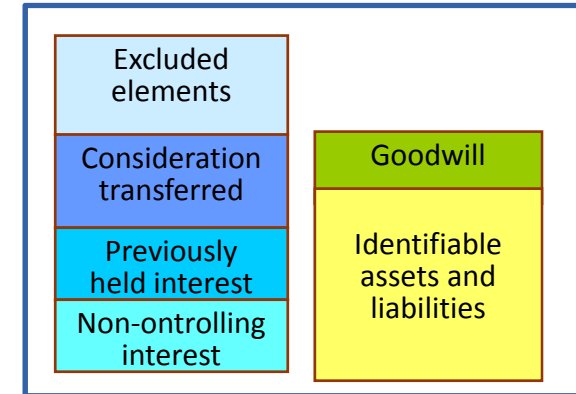 Excluded
elements
Consideration
transferred
Previously
held interest
Non-ontrolling
interest
Goodwill
Identifiable
assets and
liabilities